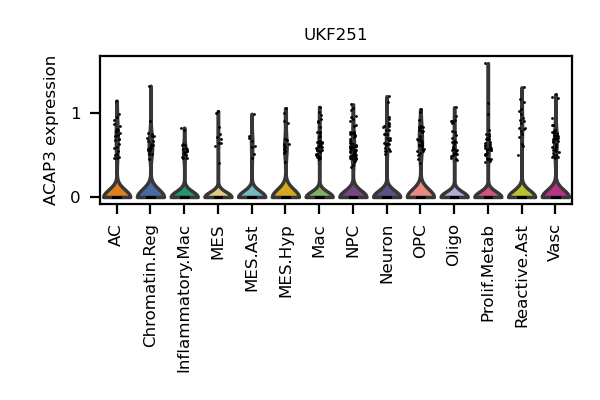 UKF251
ACAP3 expression
1
0
AC
Chromatin.Reg
Inflammatory.Mac
MES
MES.Ast
MES.Hyp
Mac
NPC
Neuron
OPC
Oligo
Prolif.Metab
Reactive.Ast
Vasc